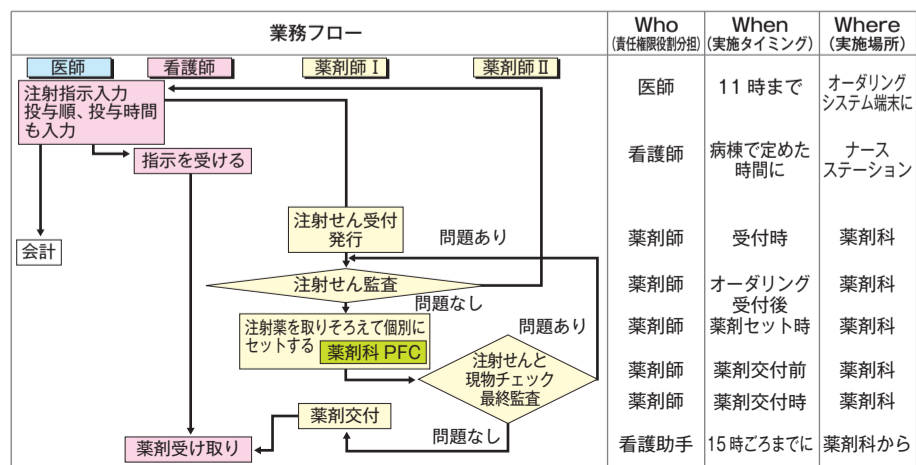 業務フロー
Who
(責任権限役割分担)
When
(実施タイミング)
Where
(実施場所)
医師
看護師
薬剤師Ⅰ
薬剤師Ⅱ
注射指示入力
投与順、投与時間
も入力
医師
11時まで
オーダリング
システム端末に
指示を受ける
看護師
病棟で定めた
時間に
ナース
ステーション
会計
注射せん受付
発行
問題あり
薬剤師
受付時
薬剤科
注射せん監査
問題なし
薬剤師
オーダリング
受付後
薬剤科
注射薬を取りそろえて個別に
セットする
薬剤科 PFC
問題あり
薬剤師
薬剤セット時
薬剤科
注射せんと
現物チェック
最終監査
薬剤師
薬剤交付前
薬剤科
薬剤交付
問題なし
薬剤師
薬剤交付時
薬剤科
薬剤受け取り
看護助手
15時ごろまでに
薬剤科から